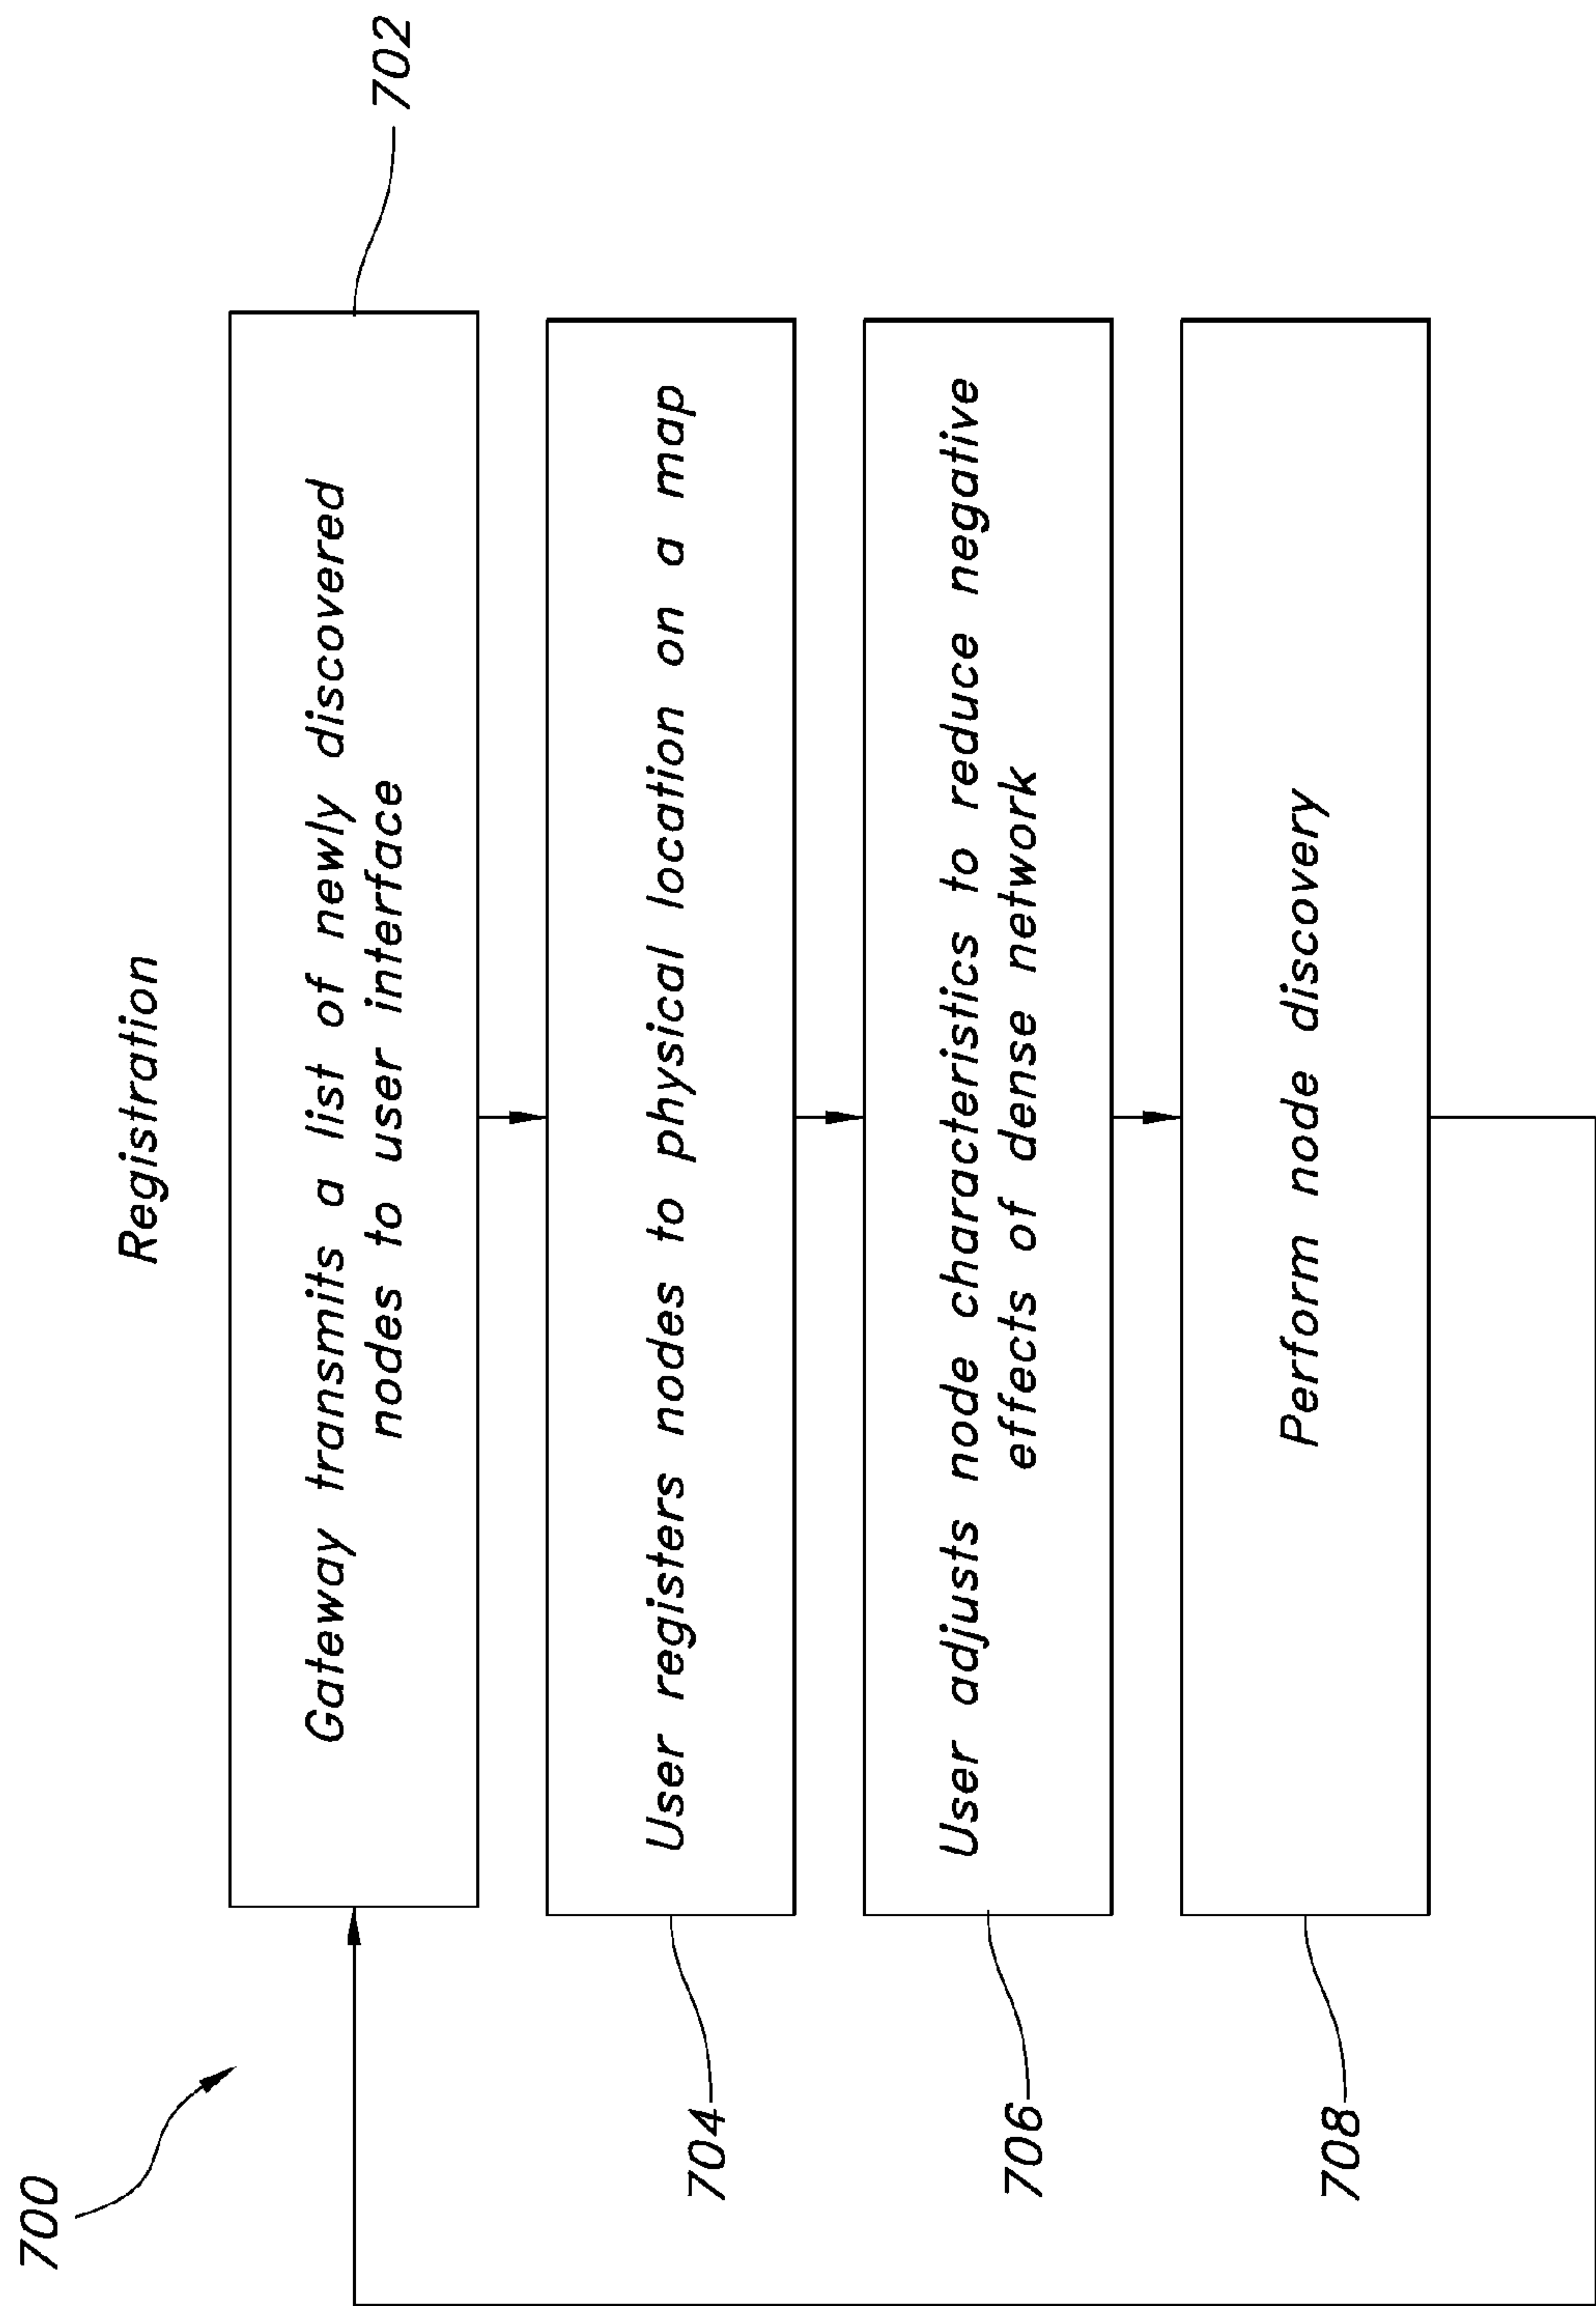 700
Registration
Gateway transmits a list of newly discovered
nodes to user interface
702
User registers nodes to physical location on a map
704
User adjusts node characteristics to reduce negative
effects of dense network
706
Perform node discovery
708